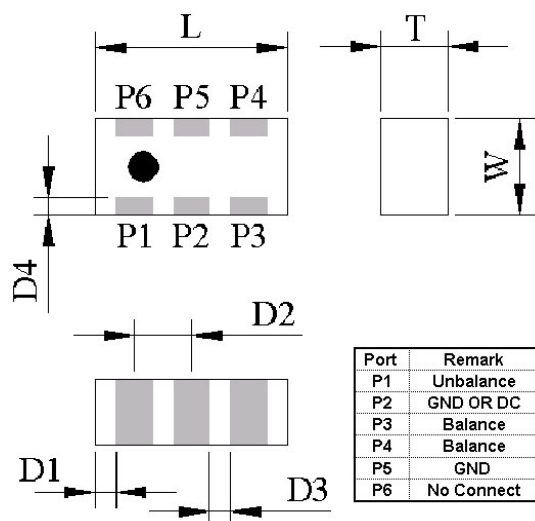 L
T
P6 P5 P4
W
P1 P2 P3
D4
D2
D1
D3
Port Remark
P1 Unbalance
P2 GND OR DC
P3 Balance
P4 Balance
P5 GND
P6 No Connect